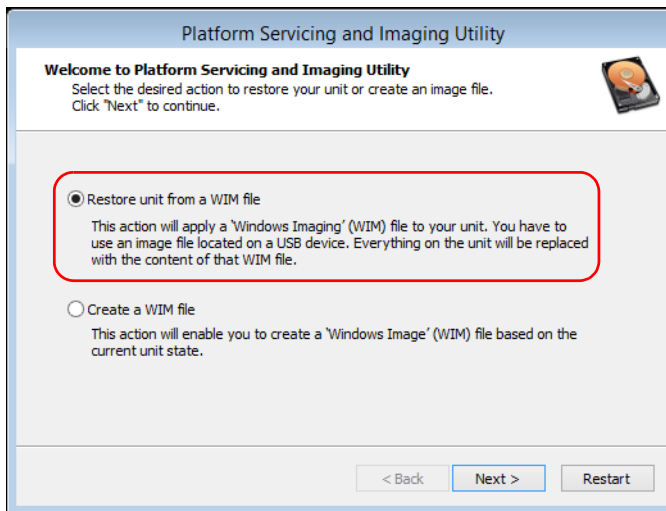 Platform Servicing and Imaging Utility
Welcome to Platform Servicing and Imaging Utility
Select the desired action to restore your unit or create an image file.
Click "Next" to continue.
Restore unit from a WIM file
This action will apply a ‘Windows Imaging’ (WIM) file to your unit. You have to
use an image file located on a USB device. Everything on the unit will be replaced
with the content of that WIM file.
Create a WIM file
This action will enable you to create a ‘Windows Image’ (WIM) file based on the
current unit state.
< Back Next > Restart